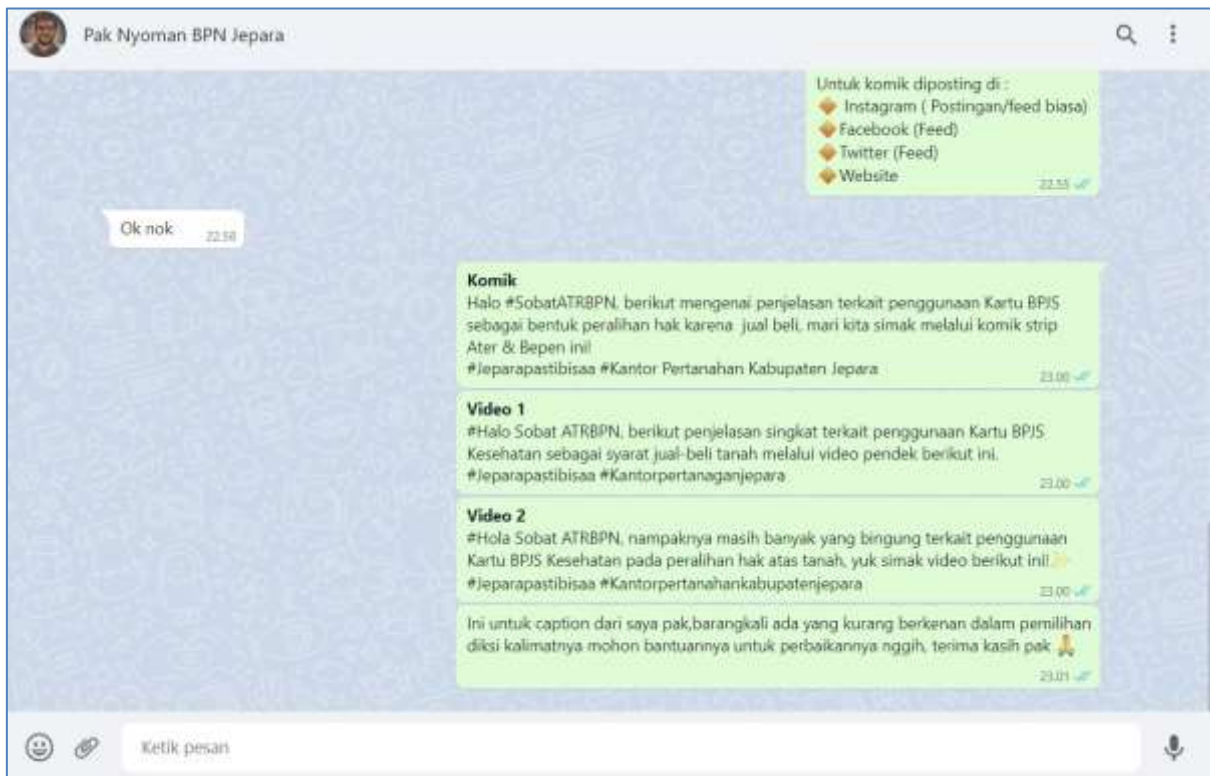 Pak Nyoman BPN Jepara
Untuk komik diposting di :
🔶 Instagram ( Postingan/feed biasa)
🔶Facebook (Feed)
🔶Twitter (Feed)
🔶Website
22.55
Ok nok
22.58
Komik
Halo #SobatATRBPN, berikut mengenai penjelasan terkait penggunaan Kartu BPJS
sebagai bentuk peralihan hak karena jual beli, mari kita simak melalui komik strip
Ater & Bepen ini!
#Jeparapastibisaa #Kantor Pertanahan Kabupaten Jepara
23.00
Video 1
#Halo Sobat ATRBPN, berikut penjelasan singkat terkait penggunaan Kartu BPJS
Kesehatan sebagai syarat jual-beli tanah melalui video pendek berikut ini.
#Jeparapastibisaa #Kantorpertanaganjepara
23.00
Video 2
#Hola Sobat ATRBPN, nampaknya masih banyak yang bingung terkait penggunaan
Kartu BPJS Kesehatan pada peralihan hak atas tanah, yuk simak video berikut ini!✨
#Jeparapastibisaa #Kantorpertanahankabupatenjepara
23.00
Ini untuk caption dari saya pak,barangkali ada yang kurang berkenan dalam pemilihan
diksi kalimatnya mohon bantuannya untuk perbaikannya nggih, terima kasih pak 🙏
23.01
Ketik pesan